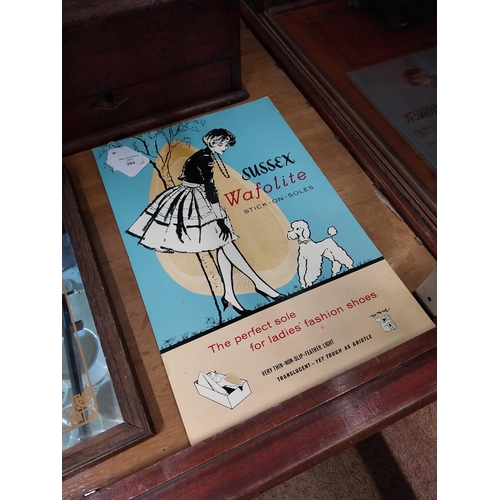 304
SUSSEX
Wafolite
STICK-ON-SOLES
The perfect sole
for ladies fashion shoes
VERY THIN-NON-SLIP-FEATHER LIGHT
TRANSLUCENT - YET TOUGH AS GRISTLE